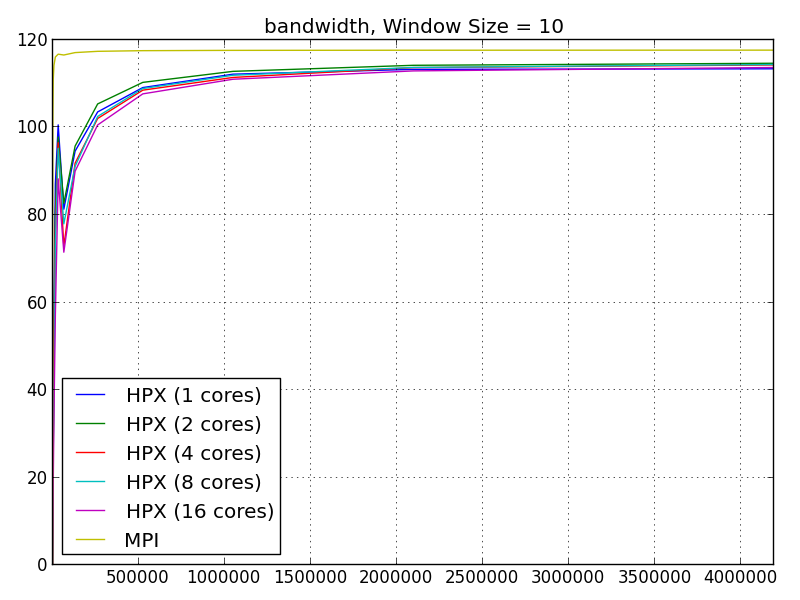 bandwidth, Window Size = 10
120
100
80
60
40
20
0
HPX (1 cores)
HPX (2 cores)
HPX (4 cores)
HPX (8 cores)
HPX (16 cores)
MPI
500000 1000000 1500000 2000000 2500000 3000000 3500000 4000000